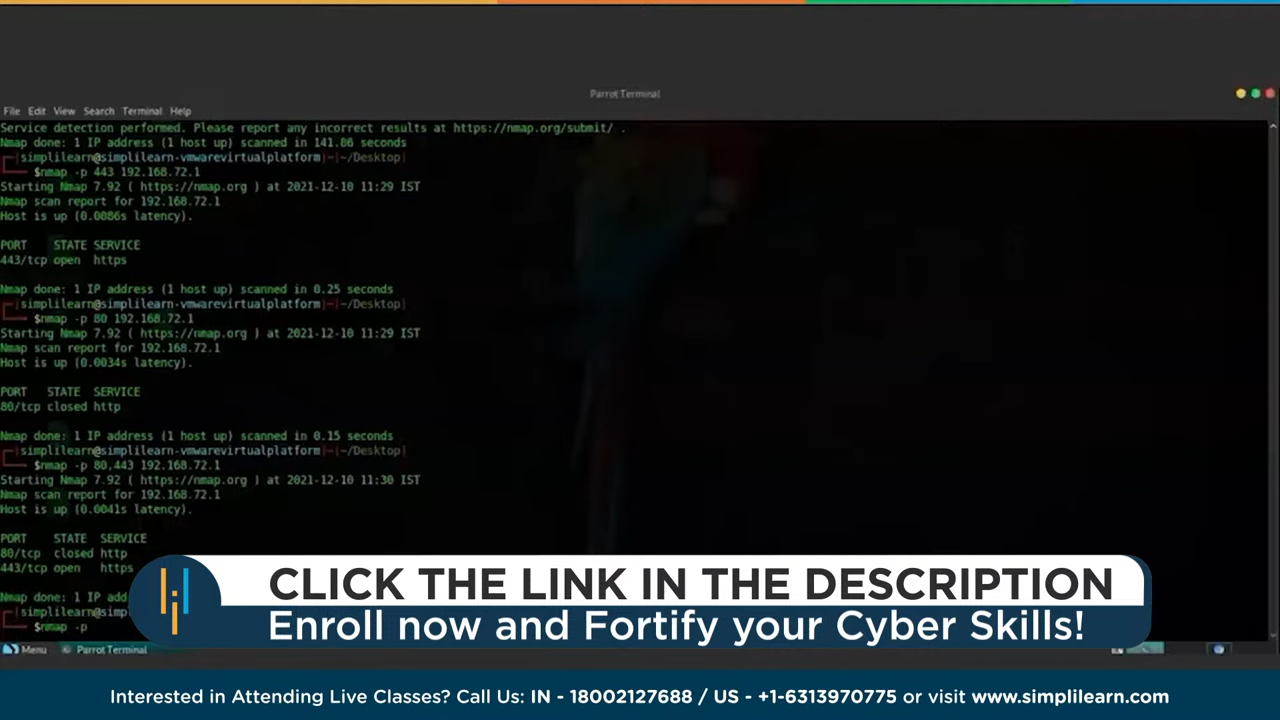 Parrot Terminal
File Edit View Search Terminal Help
Service detection performed. Please report any incorrect results at https://nmap.org/submit/ .
Nmap done: 1 IP address (1 host up) scanned in 141.86 seconds
[simplilearn@simplilearn-vmwarevirtualplatform]-[~/Desktop]
$nmap -p 443 192.168.72.1
Starting Nmap 7.92 ( https://nmap.org ) at 2021-12-10 11:29 IST
Nmap scan report for 192.168.72.1
Host is up (0.0086s latency).
PORT STATE SERVICE
443/tcp open https
Nmap done: 1 IP address (1 host up) scanned in 0.25 seconds
[simplilearn@simplilearn-vmwarevirtualplatform]-[~/Desktop]
$nmap -p 80 192.168.72.1
Starting Nmap 7.92 ( https://nmap.org ) at 2021-12-10 11:29 IST
Nmap scan report for 192.168.72.1
Host is up (0.0034s latency).
PORT STATE SERVICE
80/tcp closed http
Nmap done: 1 IP address (1 host up) scanned in 0.15 seconds
[simplilearn@simplilearn-vmwarevirtualplatform]-[~/Desktop]
$nmap -p 80,443 192.168.72.1
Starting Nmap 7.92 ( https://nmap.org ) at 2021-12-10 11:30 IST
Nmap scan report for 192.168.72.1
Host is up (0.0041s latency).
PORT STATE SERVICE
80/tcp closed http
443/tcp open https
Nmap done: 1 IP add
[simplilearn@simp
$nmap -p
CLICK THE LINK IN THE DESCRIPTION
Enroll now and Fortify your Cyber Skills!
Menu Parrot Terminal
Interested in Attending Live Classes? Call Us: IN - 18002127688 / US - +1-6313970775 or visit www.simplilearn.com